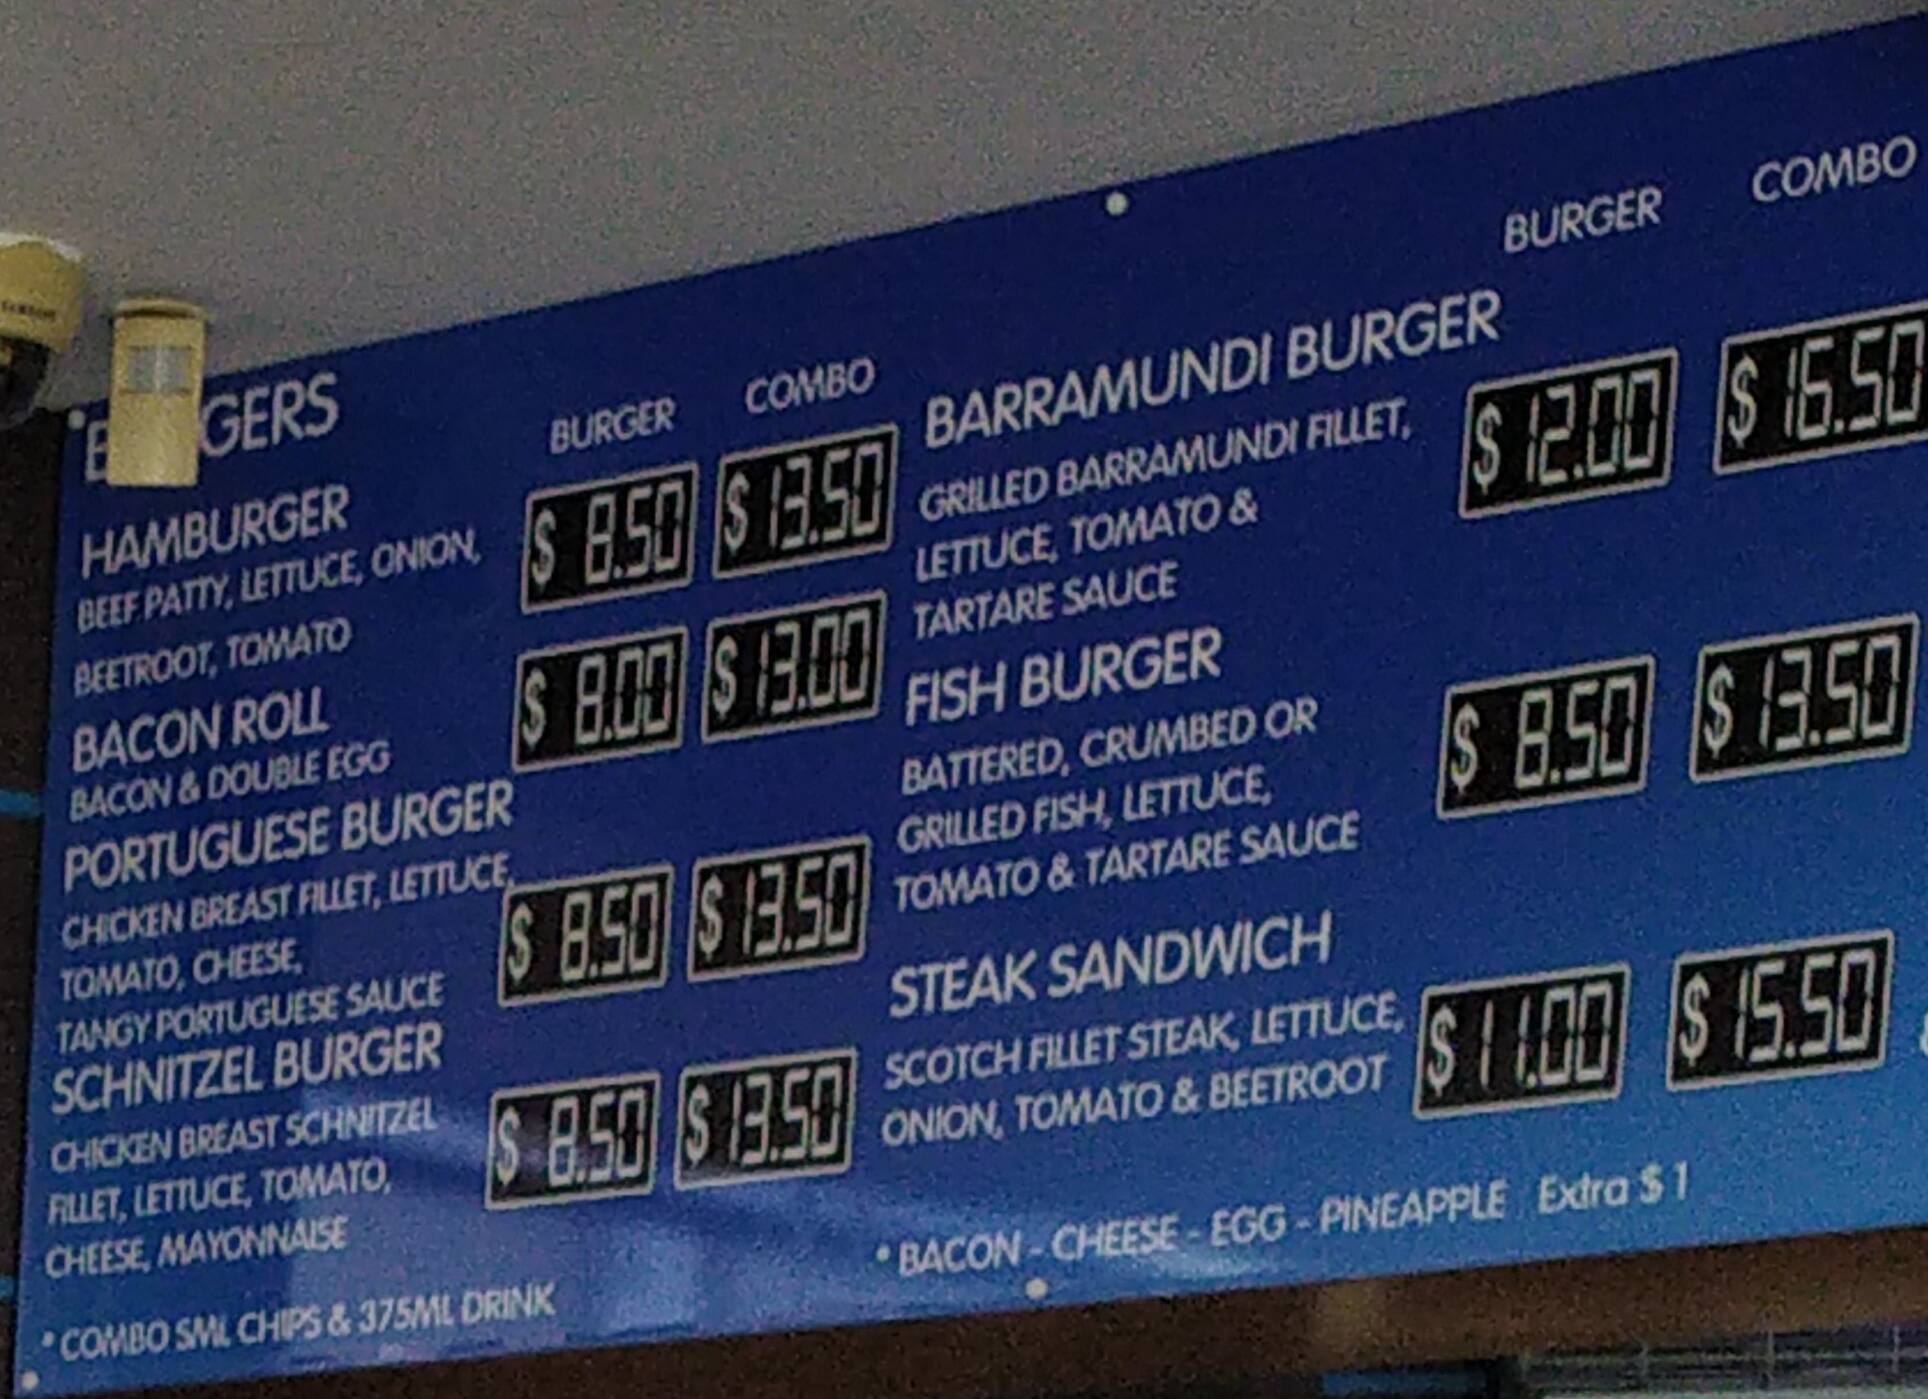 GERS
BURGER COMBO
HAMBURGER
BEEF PATTY, LETTUCE, ONION,
BEETROOT, TOMATO
$ 8.50 $ 13.50
BACON ROLL
BACON & DOUBLE EGG
$ 8.00 $ 13.00
PORTUGUESE BURGER
CHICKEN BREAST FILLET, LETTUCE,
TOMATO, CHEESE,
TANGY PORTUGUESE SAUCE
$ 8.50 $ 13.50
SCHNITZEL BURGER
CHICKEN BREAST SCHNITZEL
FILLET, LETTUCE, TOMATO,
CHEESE, MAYONNAISE
$ 8.50 $ 13.50
* COMBO SML CHIPS & 375ML DRINK
BURGER COMBO
BARRAMUNDI BURGER
GRILLED BARRAMUNDI FILLET,
LETTUCE, TOMATO &
TARTARE SAUCE
$ 12.00 $ 16.50
FISH BURGER
BATTERED, CRUMBED OR
GRILLED FISH, LETTUCE,
TOMATO & TARTARE SAUCE
$ 8.50 $ 13.50
STEAK SANDWICH
SCOTCH FILLET STEAK, LETTUCE,
ONION, TOMATO & BEETROOT
$ 11.00 $ 15.50
* BACON - CHEESE - EGG - PINEAPPLE Extra $ 1